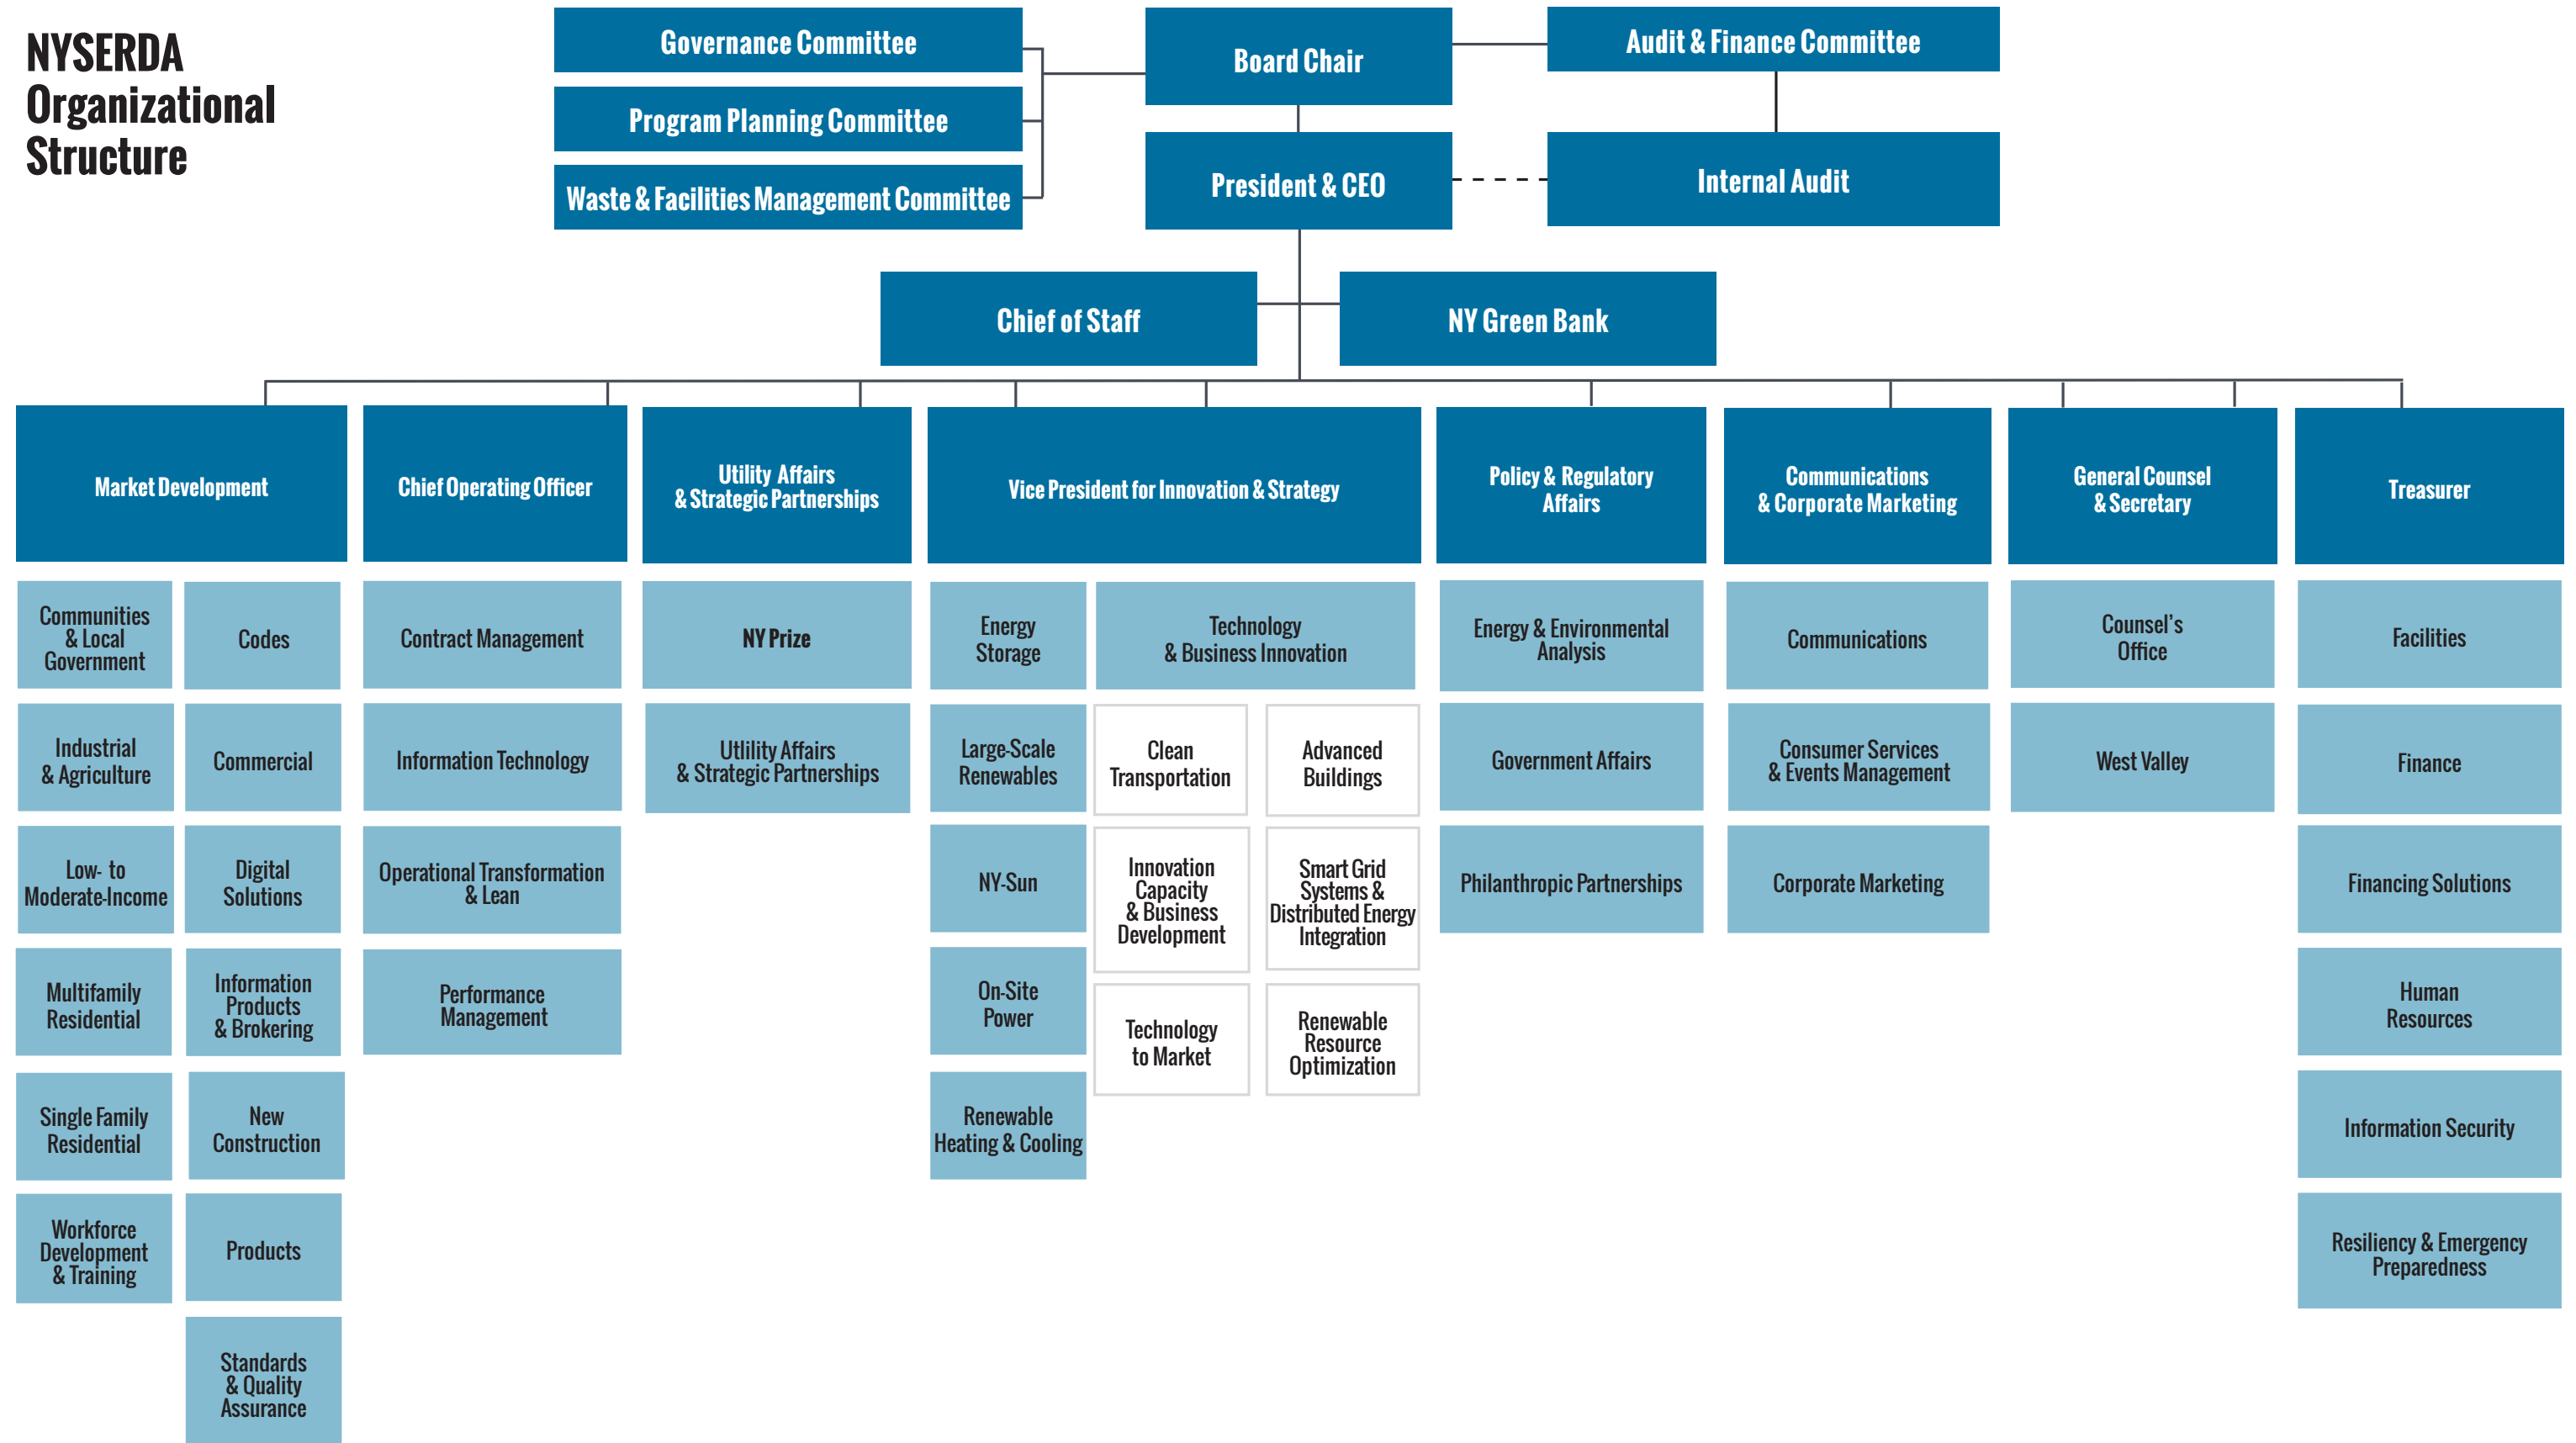 NYSERDA
Organizational
Structure
Governance Committee
Program Planning Committee
Waste & Facilities Management Committee
Board Chair
President & CEO
Audit & Finance Committee
Internal Audit
Chief of Staff
NY Green Bank
Market Development
Chief Operating Officer
Utility Affairs
& Strategic Partnerships
Vice President for Innovation & Strategy
Policy & Regulatory
Affairs
Communications
& Corporate Marketing
General Counsel
& Secretary
Treasurer
Communities
& Local
Government
Industrial
& Agriculture
Low- to
Moderate-Income
Multifamily
Residential
Single Family
Residential
Workforce
Development
& Training
Codes
Commercial
Digital
Solutions
Information
Products
& Brokering
New
Construction
Products
Standards
& Quality
Assurance
Contract Management
Information Technology
Operational Transformation
& Lean
Performance
Management
NY Prize
Utlility Affairs
& Strategic Partnerships
Energy
Storage
Large-Scale
Renewables
NY-Sun
On-Site
Power
Renewable
Heating & Cooling
Technology
& Business Innovation
Clean
Transportation
Advanced
Buildings
Innovation
Capacity
& Business
Development
Smart Grid
Systems &
Distributed Energy
Integration
Technology
to Market
Renewable
Resource
Optimization
Energy & Environmental
Analysis
Government Affairs
Philanthropic Partnerships
Communications
Consumer Services
& Events Management
Corporate Marketing
Counsel's
Office
West Valley
Facilities
Finance
Financing Solutions
Human
Resources
Information Security
Resiliency & Emergency
Preparedness